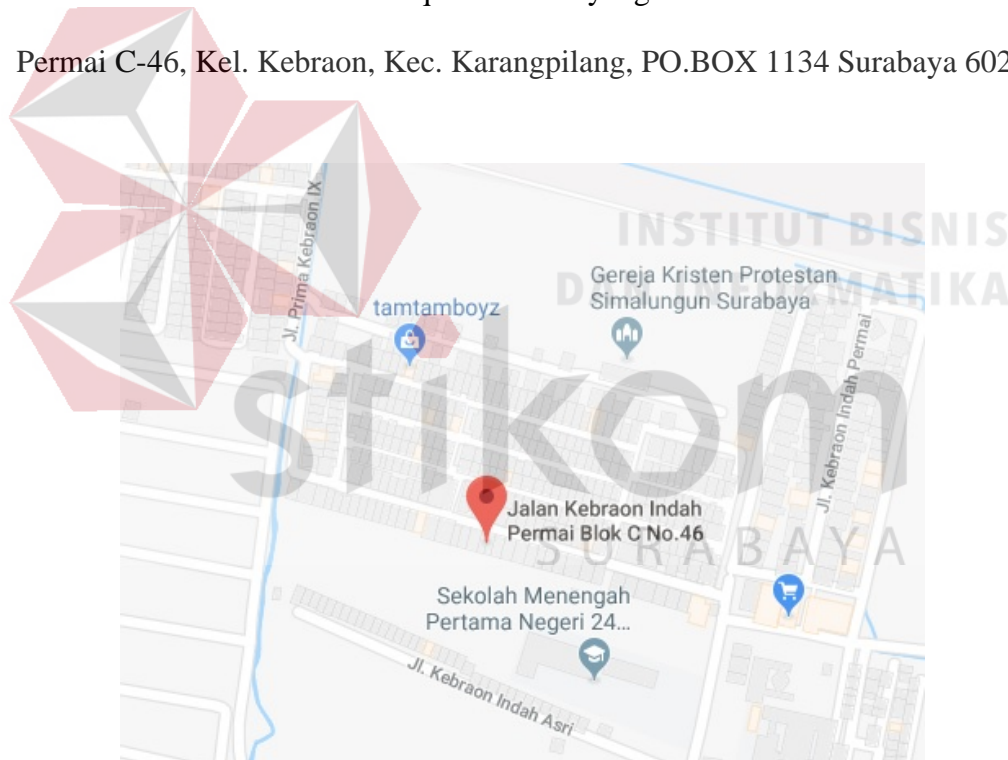 Permai C-46, Kel. Kebraon, Kec. Karangpilang, PO.BOX 1134 Surabaya 602
INSTITUT BISNIS
DAN INFORMATIKA
Jl. Prima Kebraon IX
Gereja Kristen Protestan
Simalungun Surabaya
tamtamboyz
Jl. Kebraon Indah Permai
stikom
Jalan Kebraon Indah
Permai Blok C No.46
SURABAYA
Sekolah Menengah
Pertama Negeri 24...
Jl. Kebraon Indah Asri